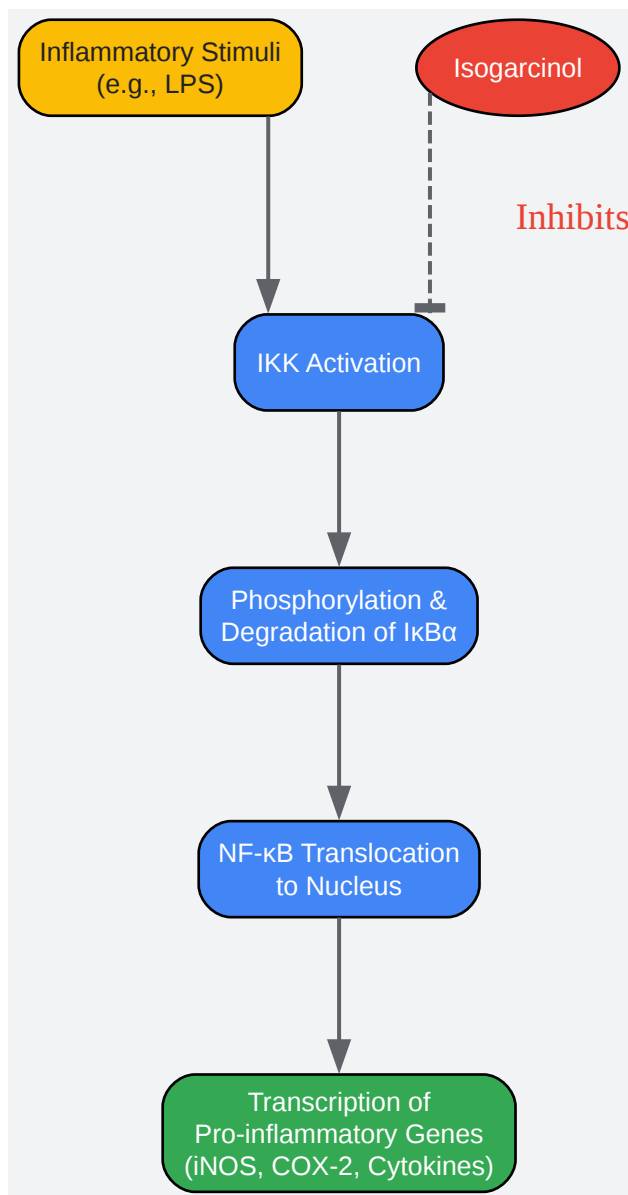 Inflammatory Stimuli
(e.g., LPS)
Isogarcinol
Inhibits
IKK Activation
Phosphorylation &
Degradation of IκBα
NF-κB Translocation
to Nucleus
Transcription of
Pro-inflammatory Genes
(iNOS, COX-2, Cytokines)